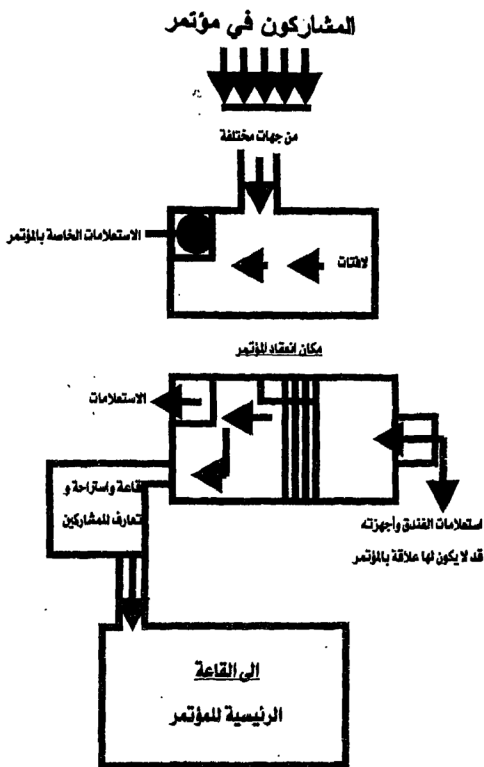 المشاركون في مؤتمر
من جهات مختلفة
الاستعلامات الخاصة بالمؤتمر
لافتات
مكان انعقاد المؤتمر
الاستعلامات
قاعة واستراحة و
تعارف للمشاركين
استعلامات الفندق وأجهزته
قد لا يكون لها علاقة بالمؤتمر
الى القاعة
الرئيسية للمؤتمر